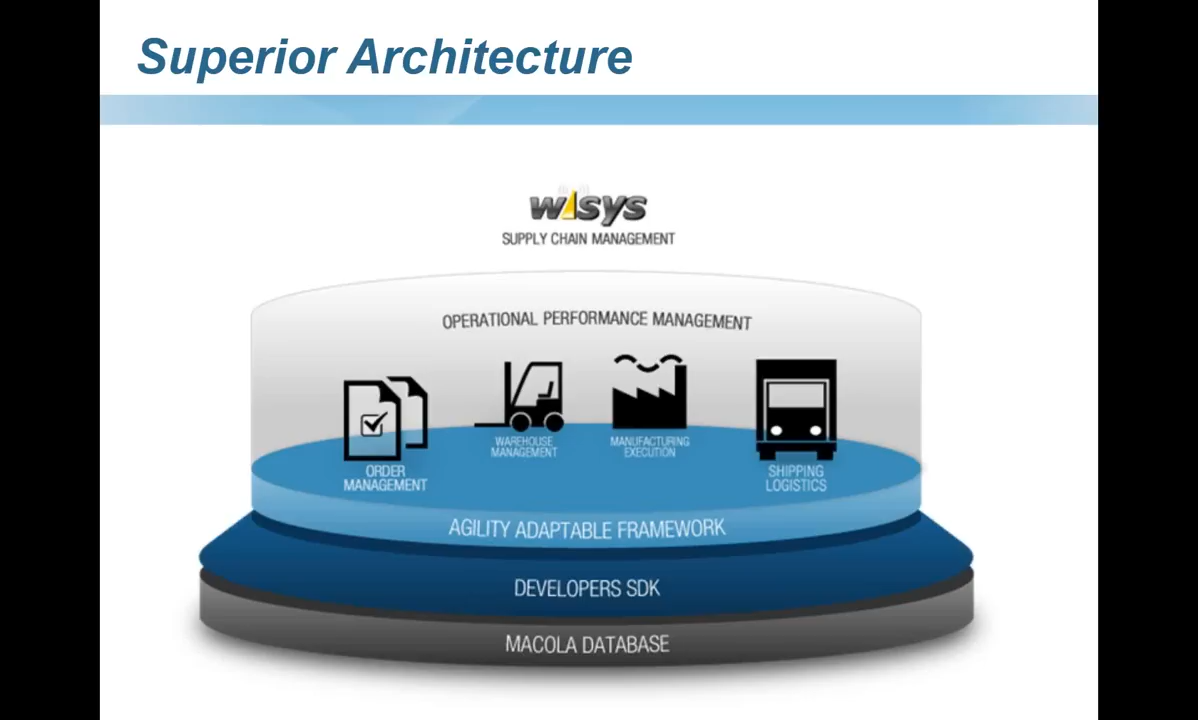 Superior Architecture
wisys
SUPPLY CHAIN MANAGEMENT
OPERATIONAL PERFORMANCE MANAGEMENT
ORDER
MANAGEMENT
WAREHOUSE
MANAGEMENT
MANUFACTURING
EXECUTION
SHIPPING
LOGISTICS
AGILITY ADAPTABLE FRAMEWORK
DEVELOPERS SDK
MACOLA DATABASE